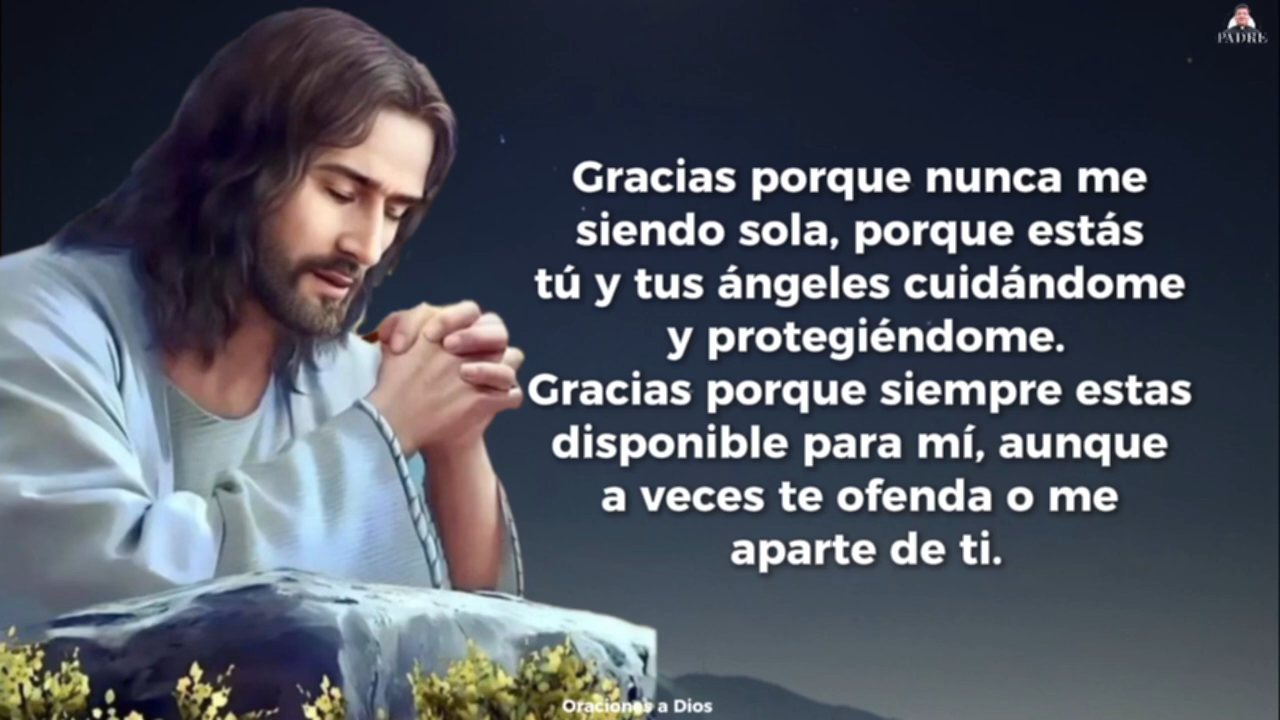 PADRE
Gracias porque nunca me
siendo sola, porque estás
tú y tus ángeles cuidándome
y protegiéndome.
Gracias porque siempre estas
disponible para mí, aunque
a veces te ofenda o me
aparte de ti.
Oraciones a Dios